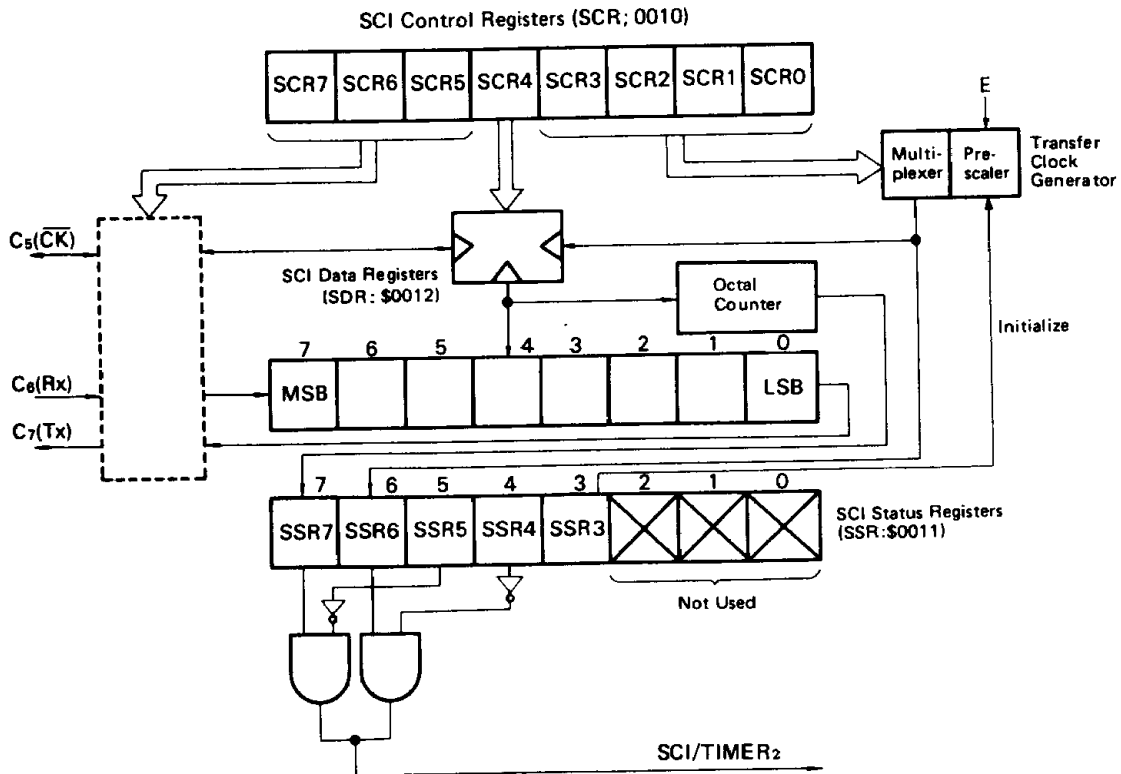 SCI Control Registers (SCR; 0010)
SCR7 SCR6 SCR5 SCR4 SCR3 SCR2 SCR1 SCR0
E
Multi-
plexer
Pre-
scaler
Transfer
Clock
Generator
C5(CK)
SCI Data Registers
(SDR: $0012)
Octal
Counter
Initialize
7 6 5 4 3 2 1 0
MSB LSB
C6(Rx)
C7(Tx)
7 6 5 4 3 2 1 0
SSR7 SSR6 SSR5 SSR4 SSR3
SCI Status Registers
(SSR:$0011)
Not Used
SCI/TIMER2